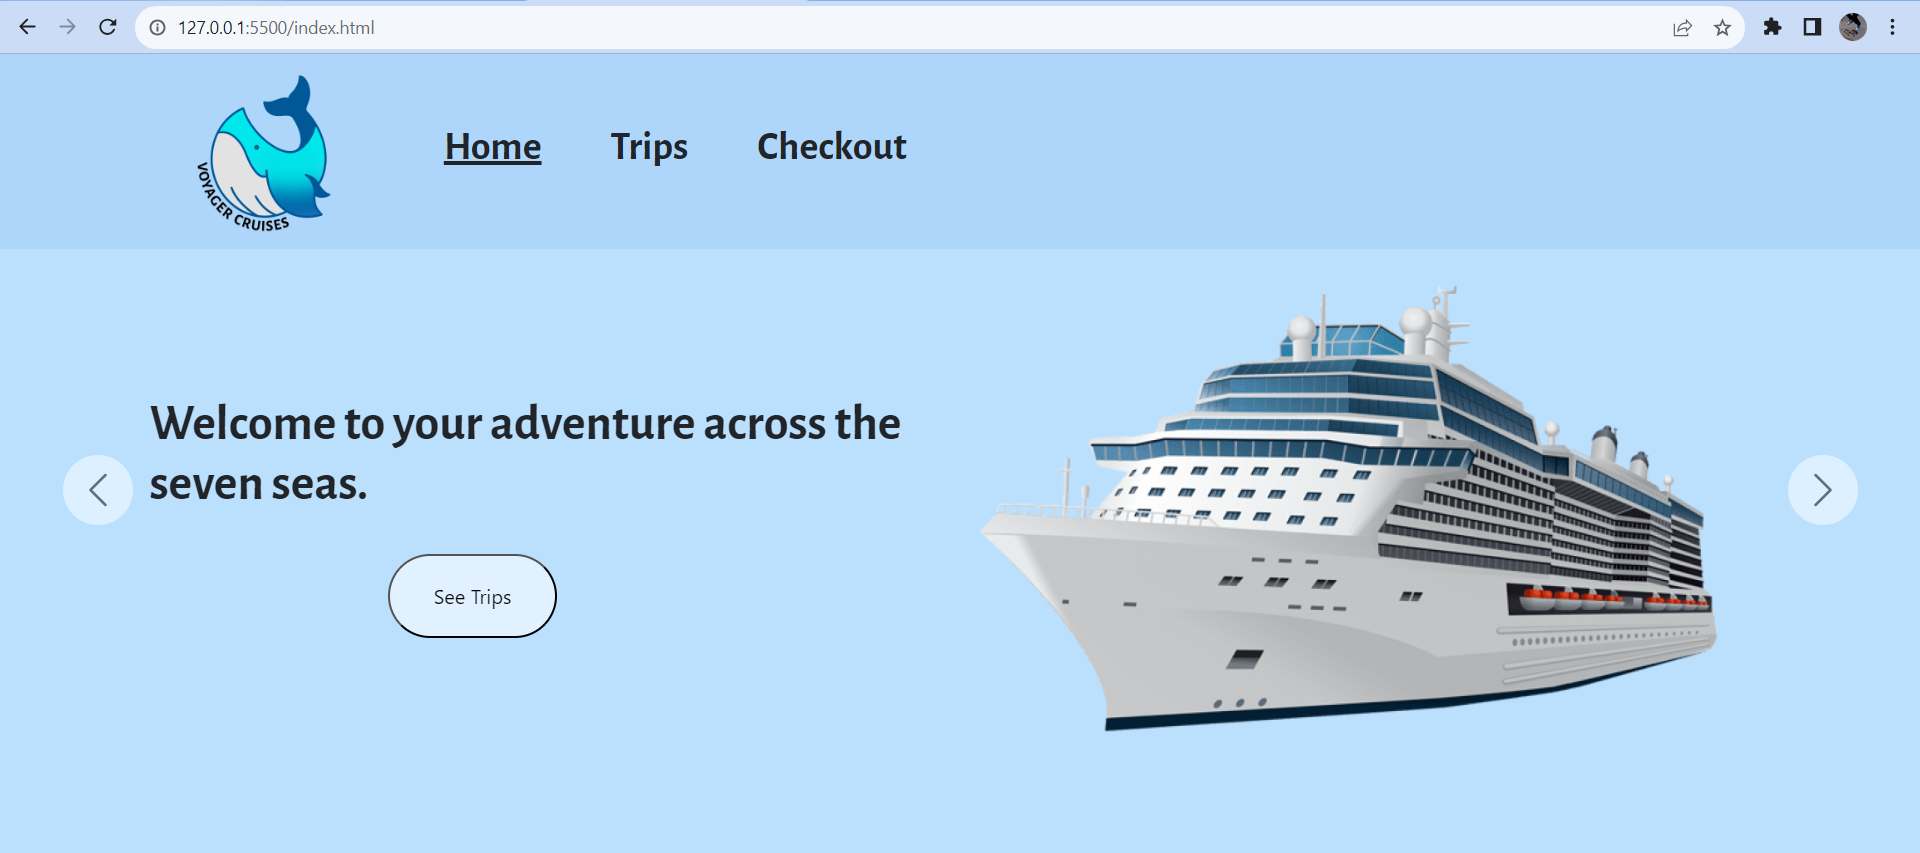 127.0.0.1:5500/index.html
VOYAGER CRUISES
Home Trips Checkout
Welcome to your adventure across the
seven seas.
See Trips